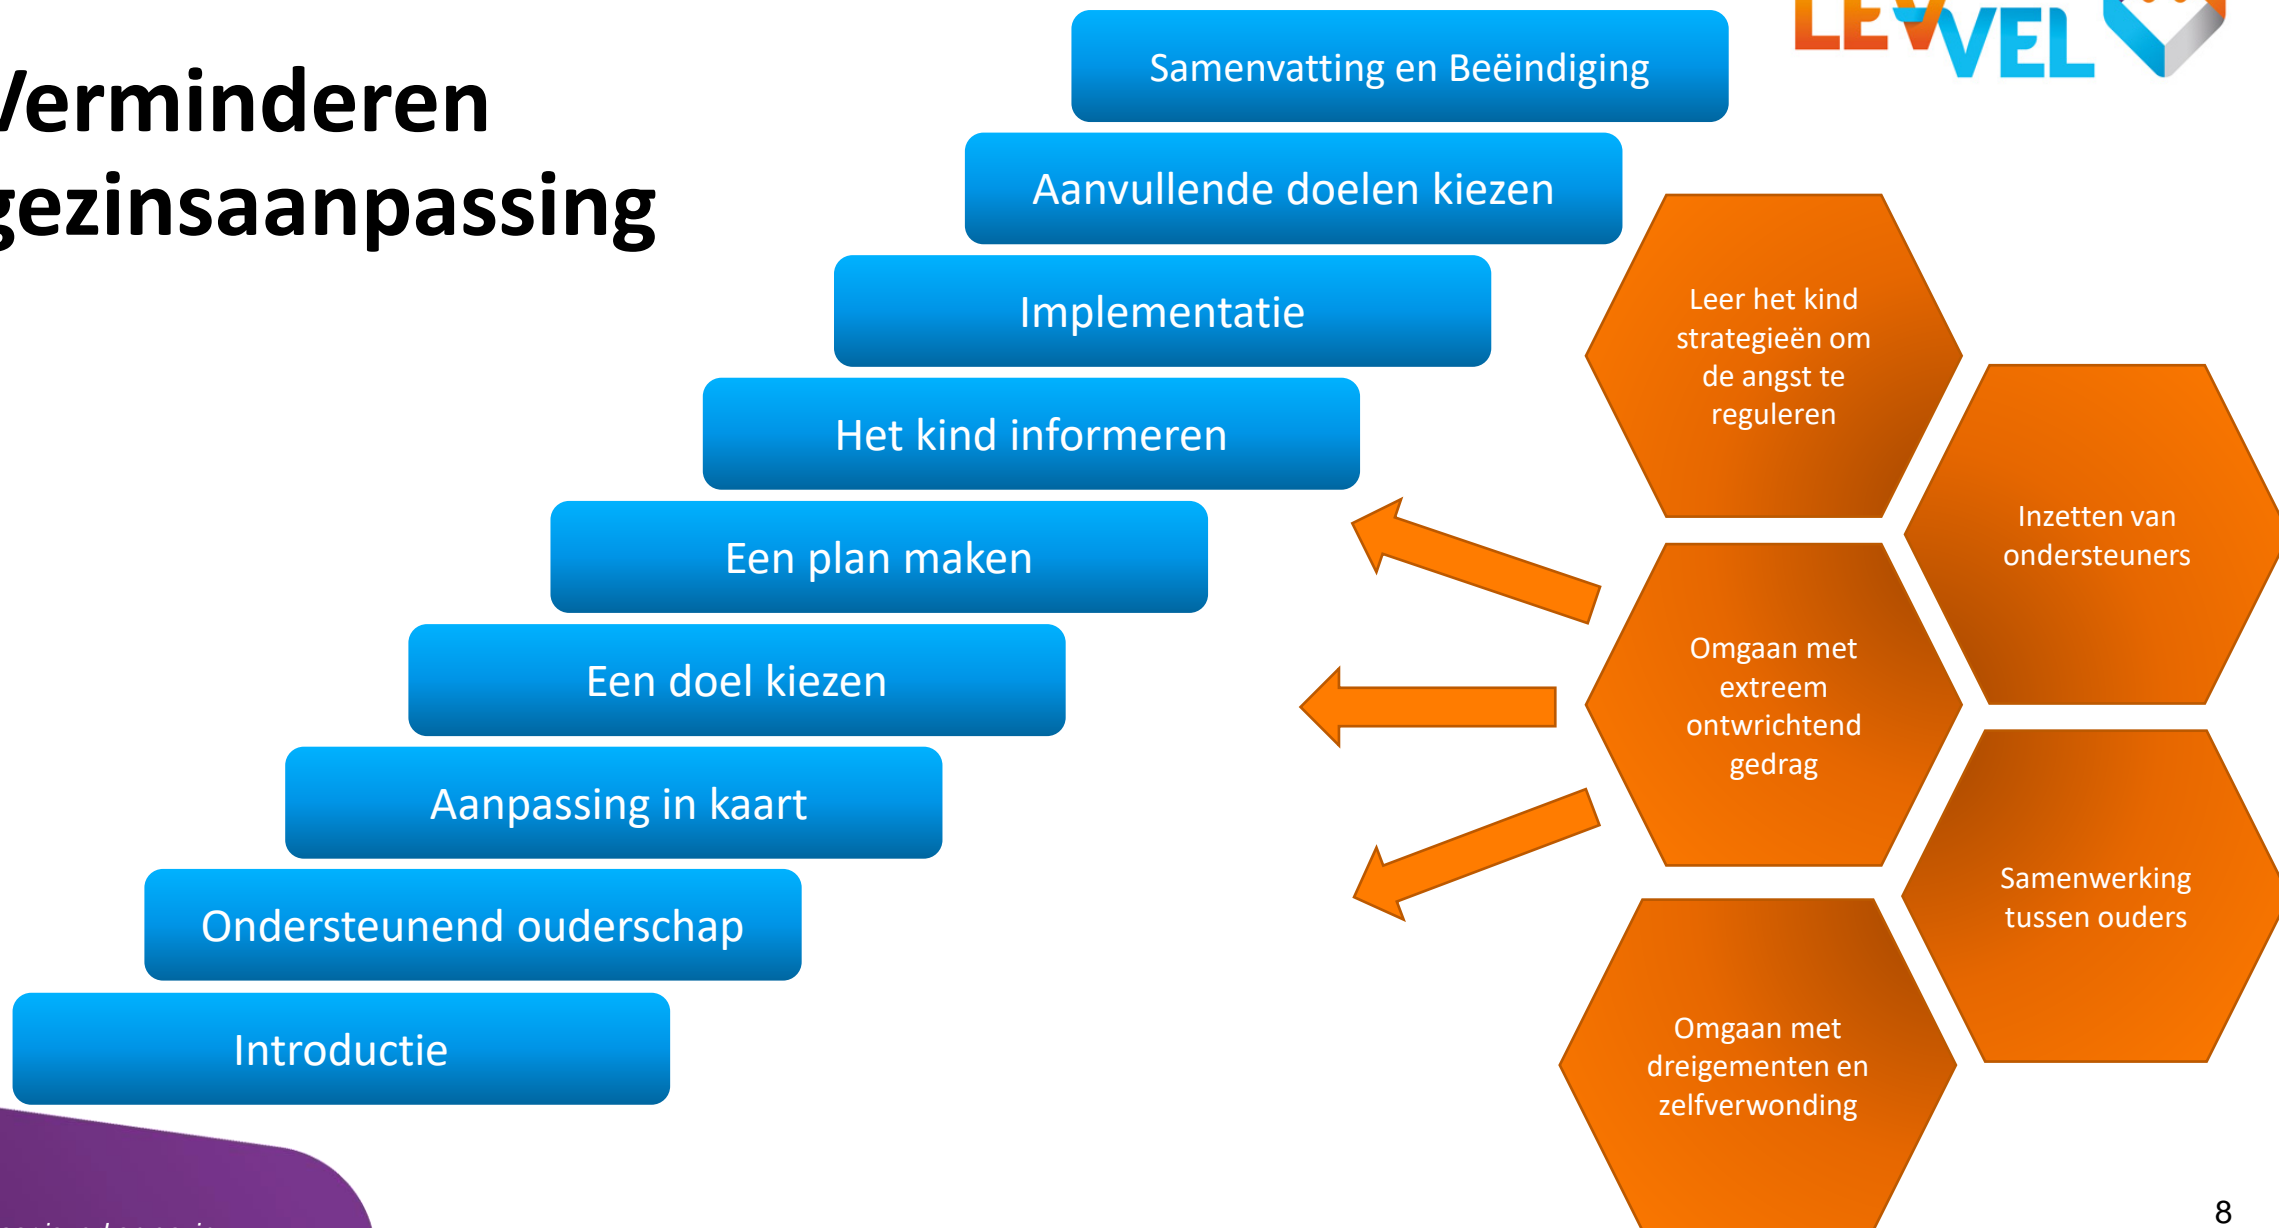 Verminderen
gezinsaanpassing
LEVVEL
Samenvatting en Beëindiging
Aanvullende doelen kiezen
Implementatie
Het kind informeren
Een plan maken
Een doel kiezen
Aanpassing in kaart
Ondersteunend ouderschap
Introductie
Leer het kind
strategieën om
de angst te
reguleren
Inzetten van
ondersteuners
Omgaan met
extreem
ontwrichtend
gedrag
Samenwerking
tussen ouders
Omgaan met
dreigementen en
zelfverwonding
8